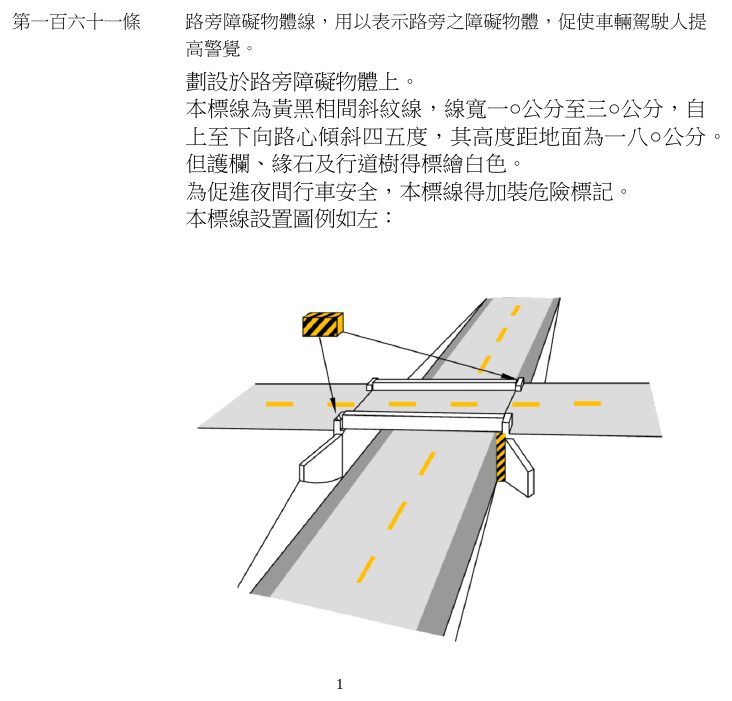 第一百六十一條 路旁障礙物體線，用以表示路旁之障礙物體，促使車輛駕駛人提
高警覺。
劃設於路旁障礙物體上。
本標線為黃黑相間斜紋線，線寬一○公分至三○公分，自
上至下向路心傾斜四五度，其高度距地面為一八○公分。
但護欄、緣石及行道樹得標繪白色。
為促進夜間行車安全，本標線得加裝危險標記。
本標線設置圖例如左：
1